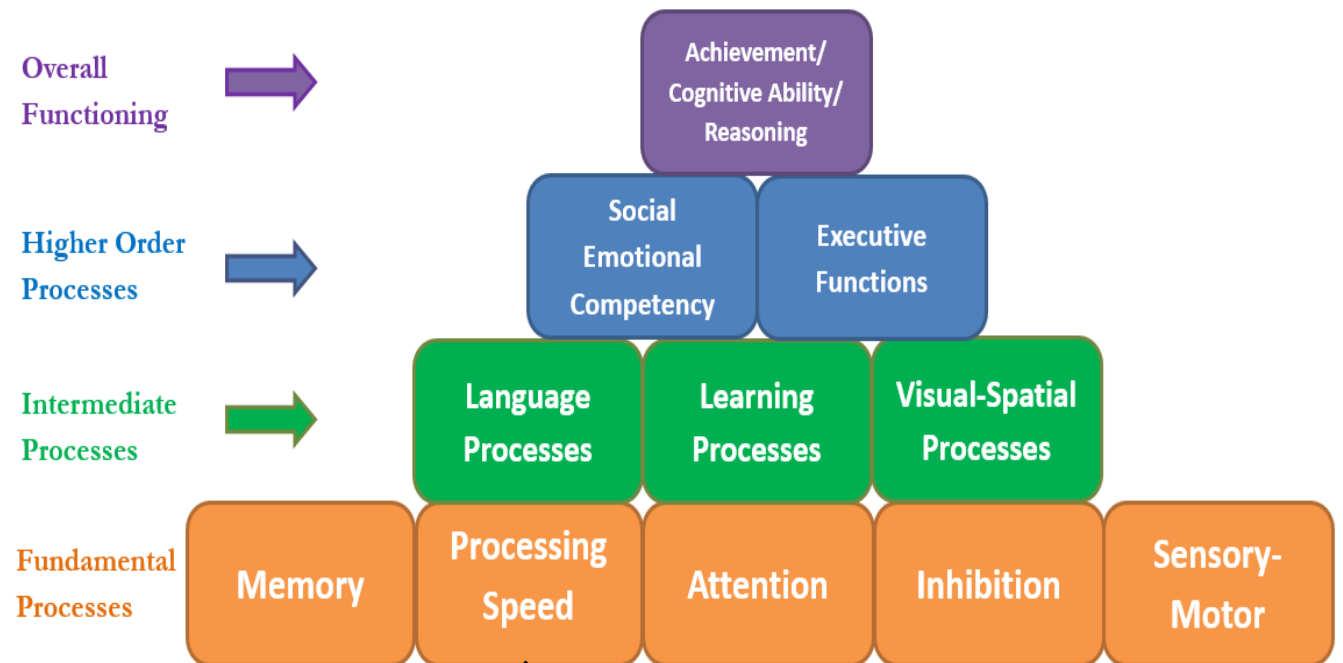 Overall
Functioning
Achievement/
Cognitive Ability/
Reasoning
Higher Order
Processes
Social
Emotional
Competency
Executive
Functions
Intermediate
Processes
Language
Processes
Learning
Processes
Visual-Spatial
Processes
Fundamental
Processes
Memory
Processing
Speed
Attention
Inhibition
Sensory-
Motor